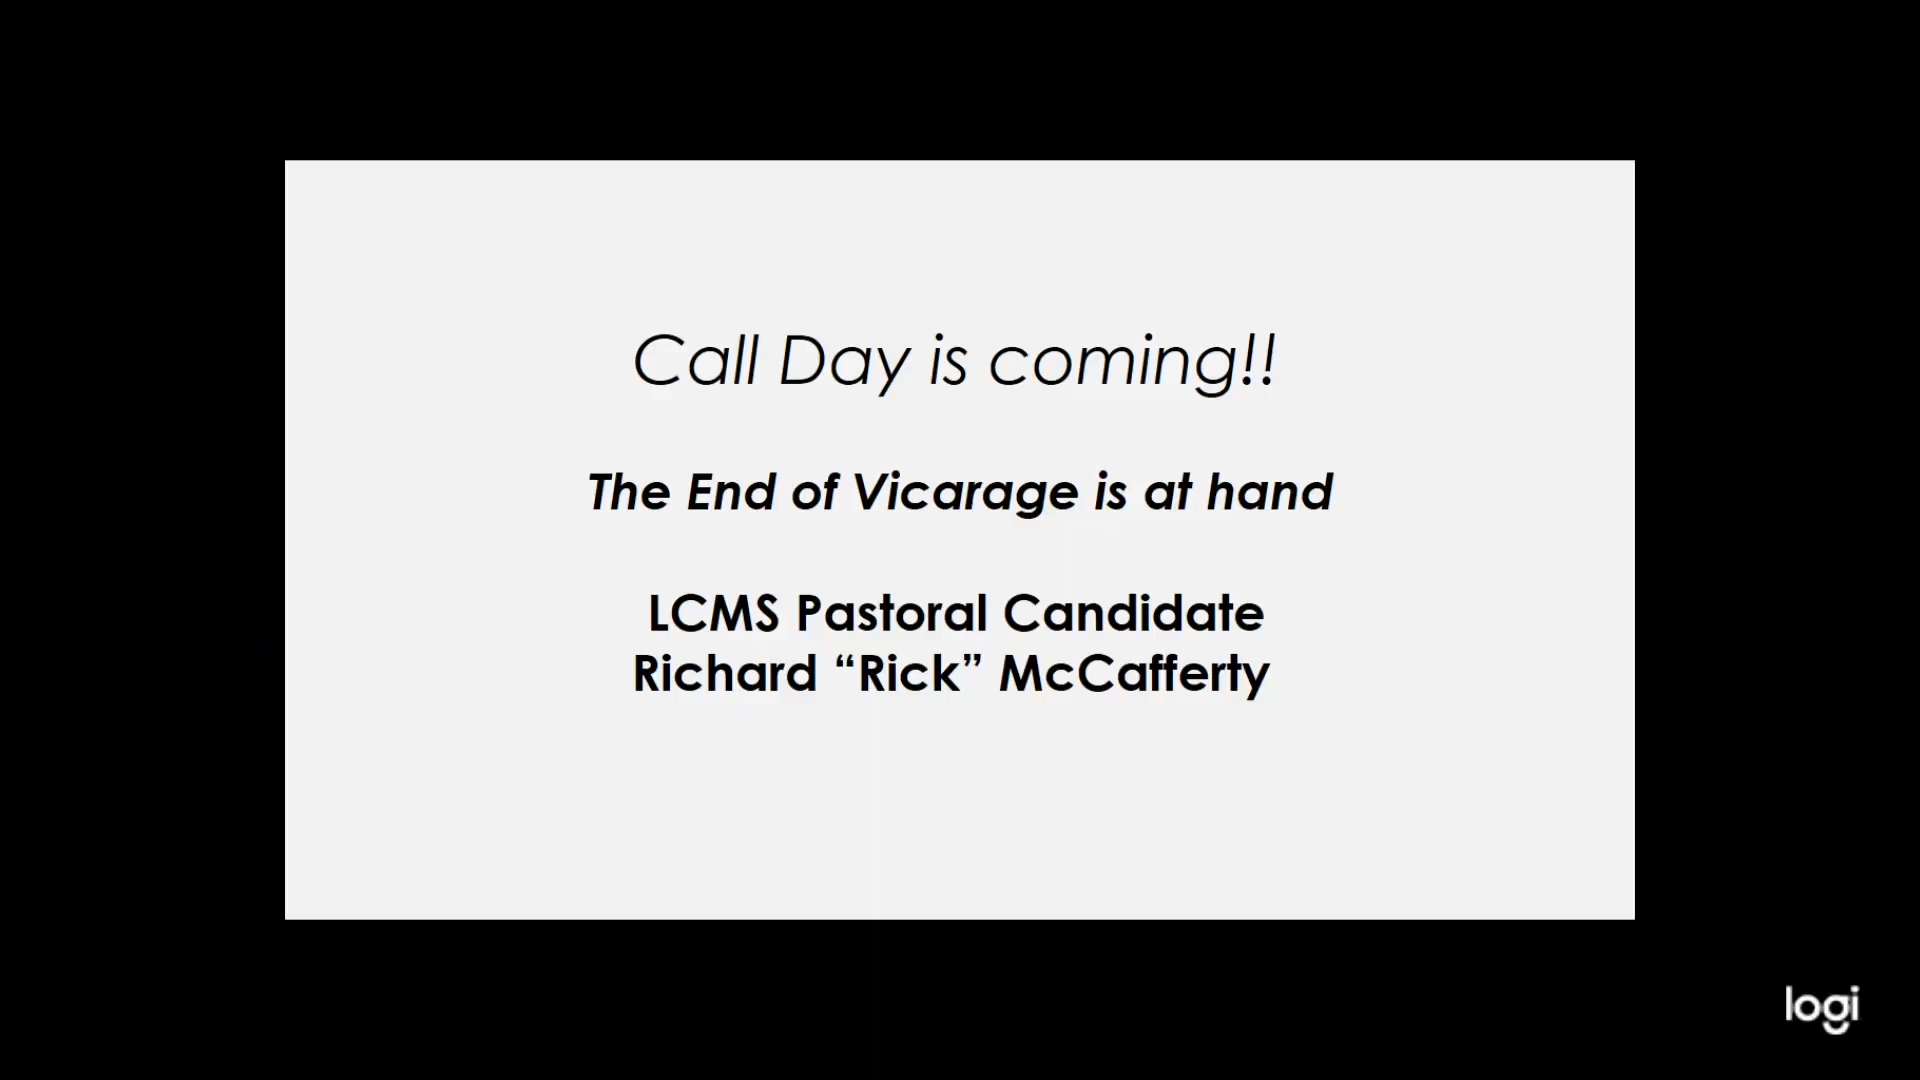 Call Day is coming!!
The End of Vicarage is at hand
LCMS Pastoral Candidate
Richard “Rick” McCafferty
logi